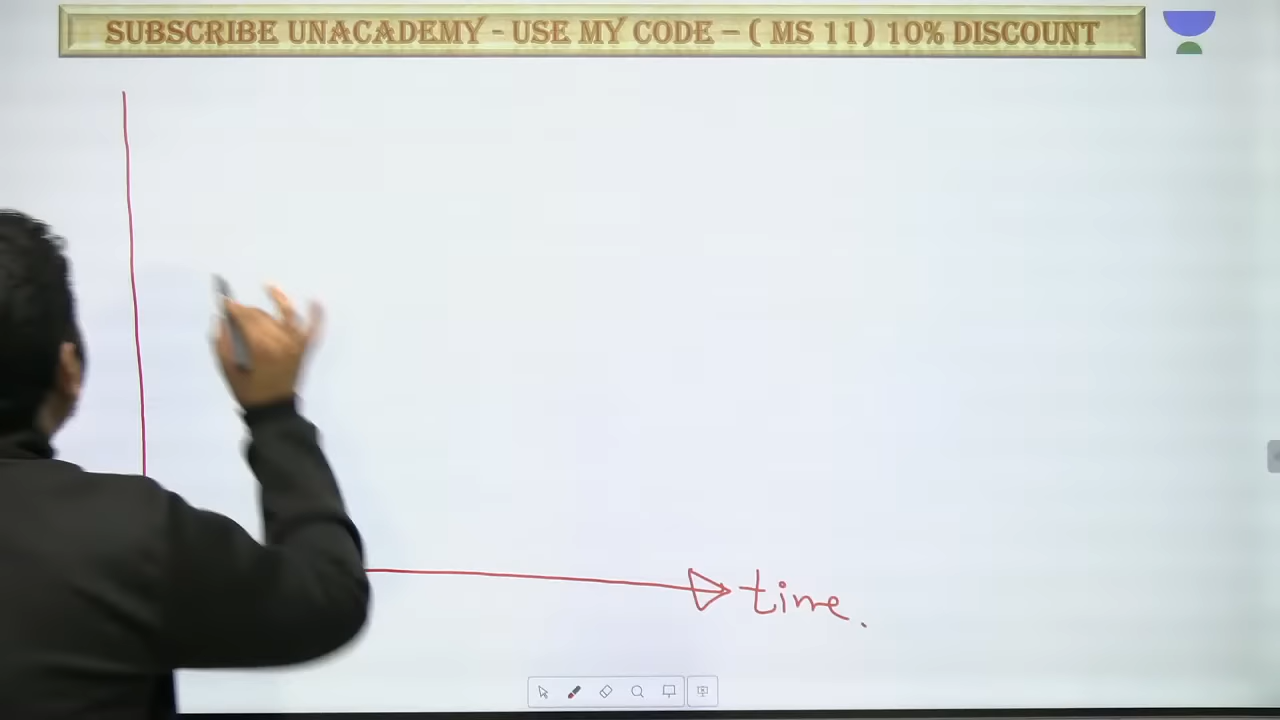 SUBSCRIBE UNACADEMY - USE MY CODE – ( MS 11) 10% DISCOUNT
time.